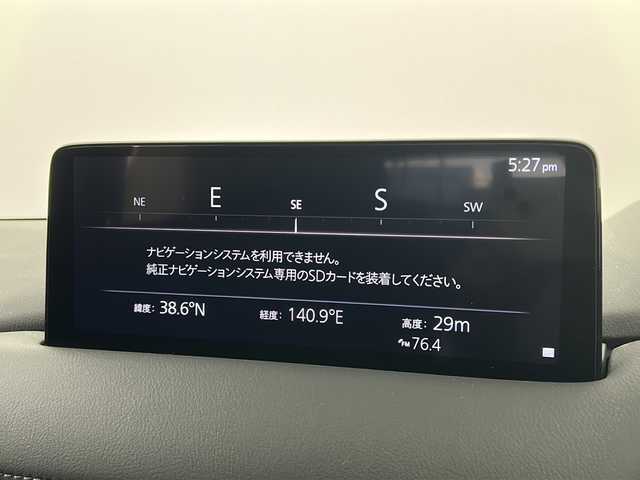 5:27 pm
NE E SE S SW
ナビゲーションシステムを利用できません。
純正ナビゲーションシステム専用のSDカードを装着してください。
緯度: 38.6°N 経度: 140.9°E 高度: 29m
FM 76.4